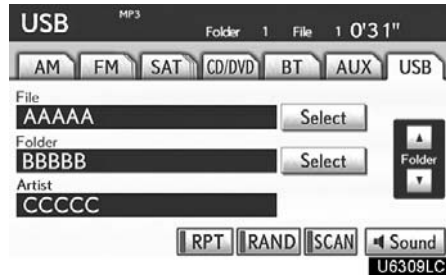 USB MP3 Folder 1 File 1 0'31"
AM FM SAT CD/DVD BT AUX USB
File
AAAAA Select
Folder
BBBBB Select Folder
Artist
CCCCC
RPT RAND SCAN Sound
U6309LC